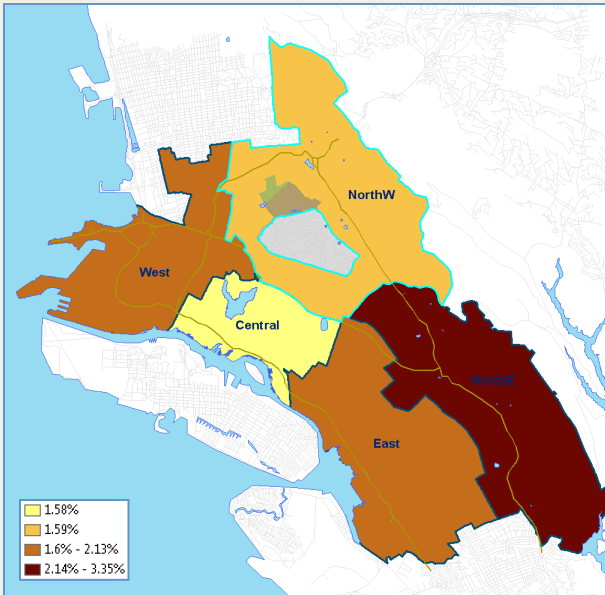 NorthW
West
Central
NorthE
East
1.58%
1.59%
1.6% - 2.13%
2.14% - 3.35%